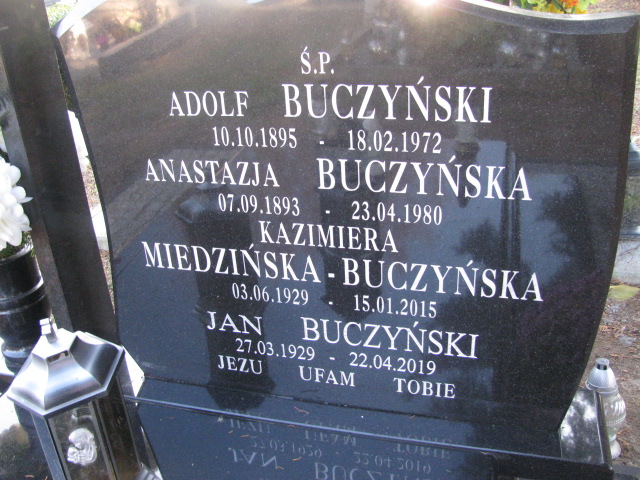 Ś.P.
ADOLF BUCZYŃSKI
10.10.1895 - 18.02.1972
ANASTAZJA BUCZYŃSKA
07.09.1893 - 23.04.1980
KAZIMIERA
MIEDZIŃSKA - BUCZYŃSKA
03.06.1929 - 15.01.2015
JAN BUCZYŃSKI
27.03.1929 - 22.04.2019
JEZU UFAM TOBIE